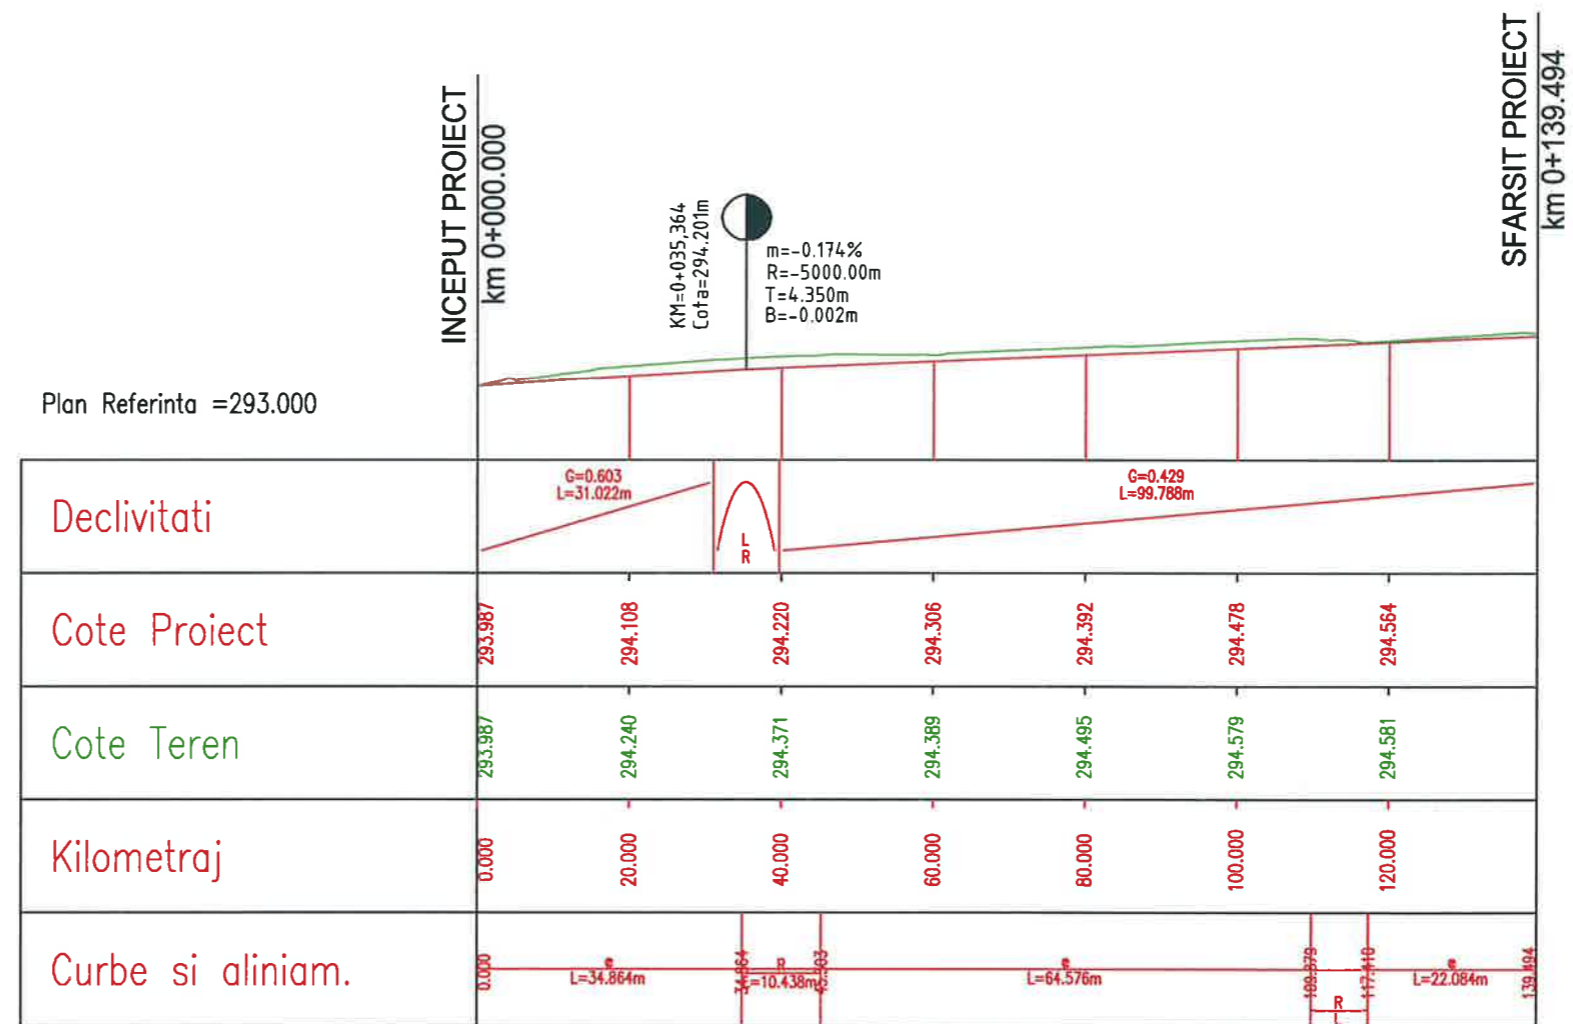 INCEPUT PROIECT
km 0+000.000
SFARSIT PROIECT
km 0+139.494
KM=0+035,364
Cota=294.201m
m=-0.174%
R=-5000.00m
T=4.350m
B=-0.002m
Plan Referinta =293.000
Declivitati
G=0.603
L=31.022m
L
R
G=0.429
L=99.788m
Cote Proiect
293.987
294.108
294.220
294.306
294.392
294.478
294.564
Cote Teren
293.987
294.240
294.371
294.389
294.495
294.579
294.581
Kilometraj
0.000
20.000
40.000
60.000
80.000
100.000
120.000
Curbe si aliniam.
0.000
L=34.864m
34.864
L=10.438m
L=64.576m
117.410
R
L=22.084m
139.494